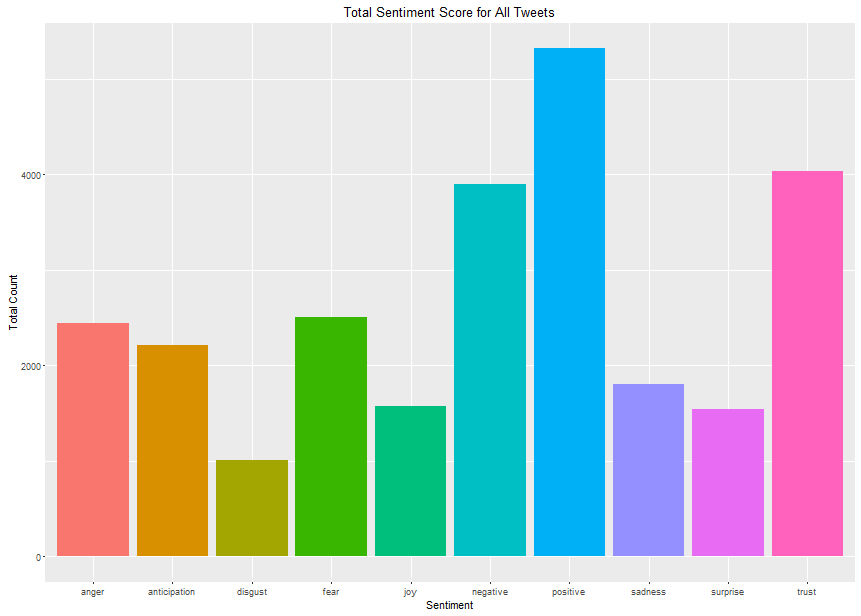 Total Sentiment Score for All Tweets
Total Count
4000
2000
0
anger anticipation disgust fear joy negative positive sadness surprise trust
Sentiment